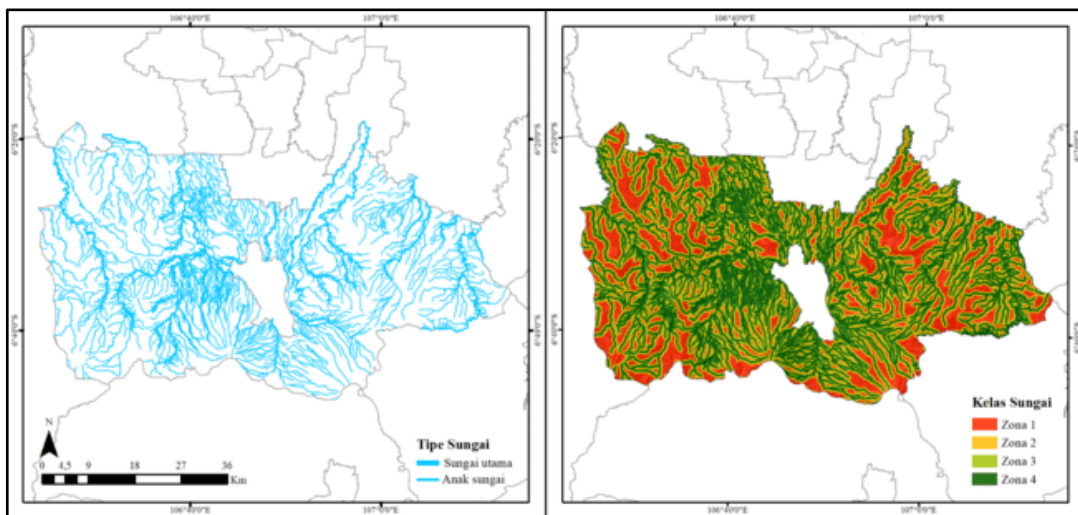 106°40'0"E 107°0'0"E
106°40'0"E 107°0'0"E
6°20'0"S 6°20'0"S
6°40'0"S 6°40'0"S
N
0 4,5 9 18 27 36
Km
Tipe Sungai
Sungai utama
Anak sungai
106°40'0"E 107°0'0"E
Kelas Sungai
Zona 1
Zona 2
Zona 3
Zona 4
106°40'0"E 107°0'0"E